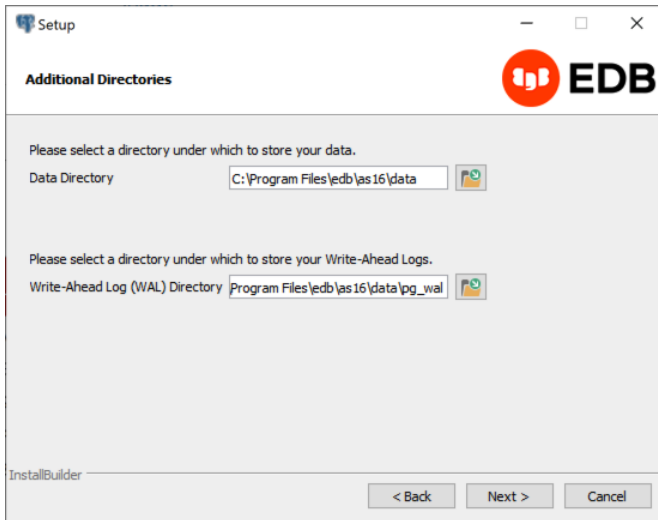 Setup
Additional Directories
EDB
Please select a directory under which to store your data.
Data Directory C:\Program Files\edb\as16\data
Please select a directory under which to store your Write-Ahead Logs.
Write-Ahead Log (WAL) Directory Program Files\edb\as16\data\pg_wal
InstallBuilder
< Back Next > Cancel